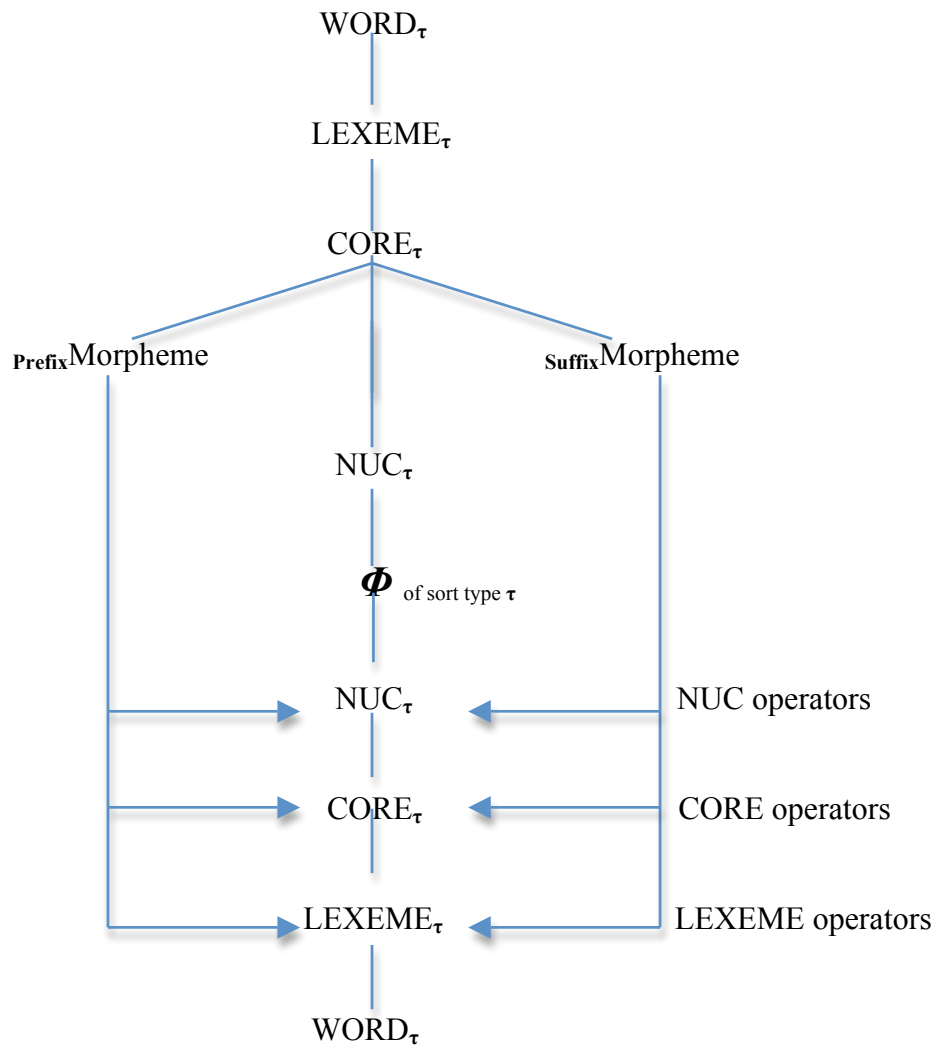 WORDτ
LEXEMEτ
COREτ
PrefixMorpheme
SuffixMorpheme
NUCτ
Φ of sort type τ
NUCτ
NUC operators
COREτ
CORE operators
LEXEMEτ
LEXEME operators
WORDτ